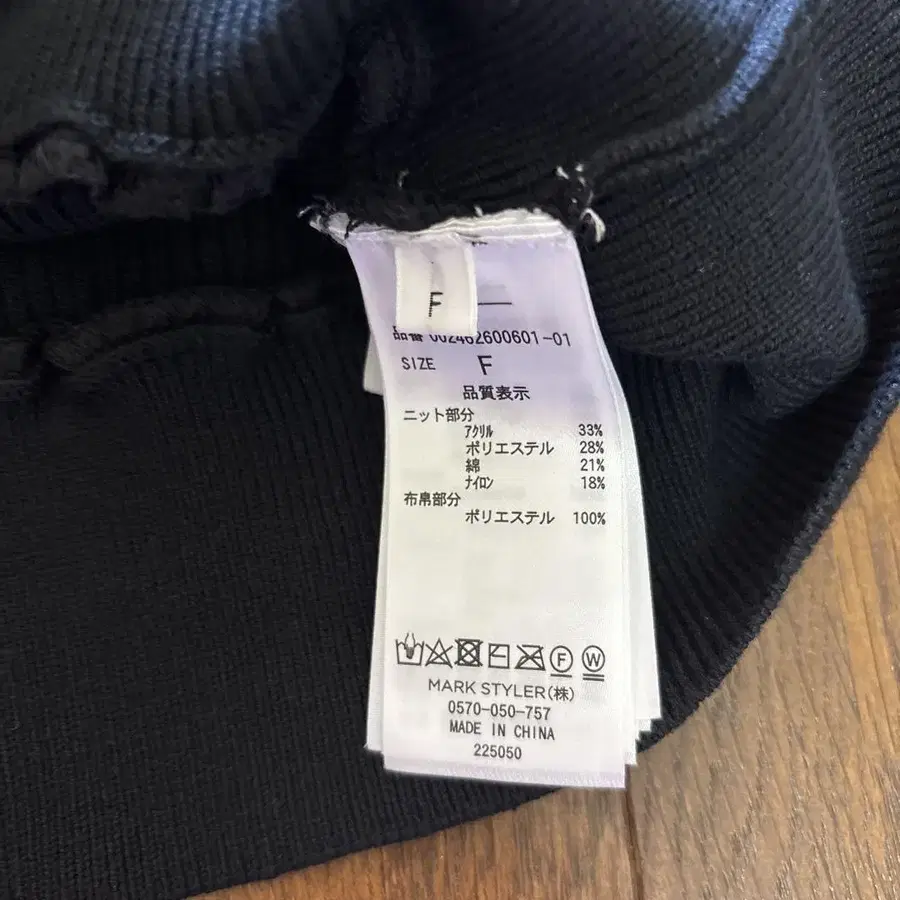 F
品番 002462600601-01
SIZE F
品質表示
ニット部分
アクリル 33%
ポリエステル 28%
綿 21%
ナイロン 18%
布帛部分
ポリエステル 100%
F W
MARK STYLER(株)
0570-050-757
MADE IN CHINA
225050